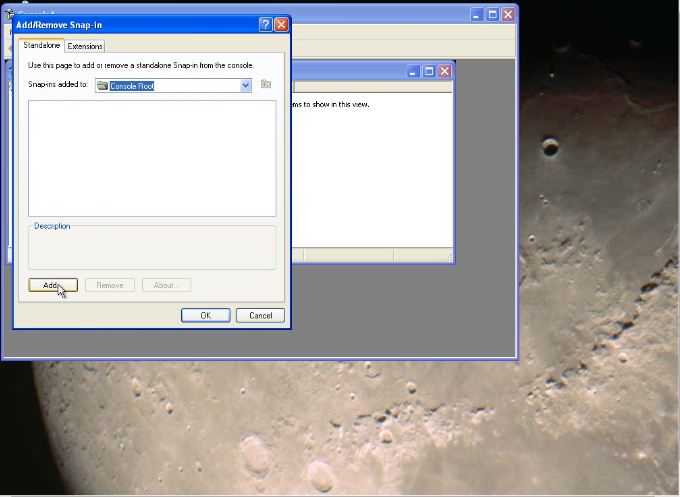 Add/Remove Snap-in
Standalone
Extensions
Use this page to add or remove a standalone Snap-in from the console.
Snap-ins added to:
Console Root
ms to show in this view.
Description
Add...
Remove
About...
OK
Cancel